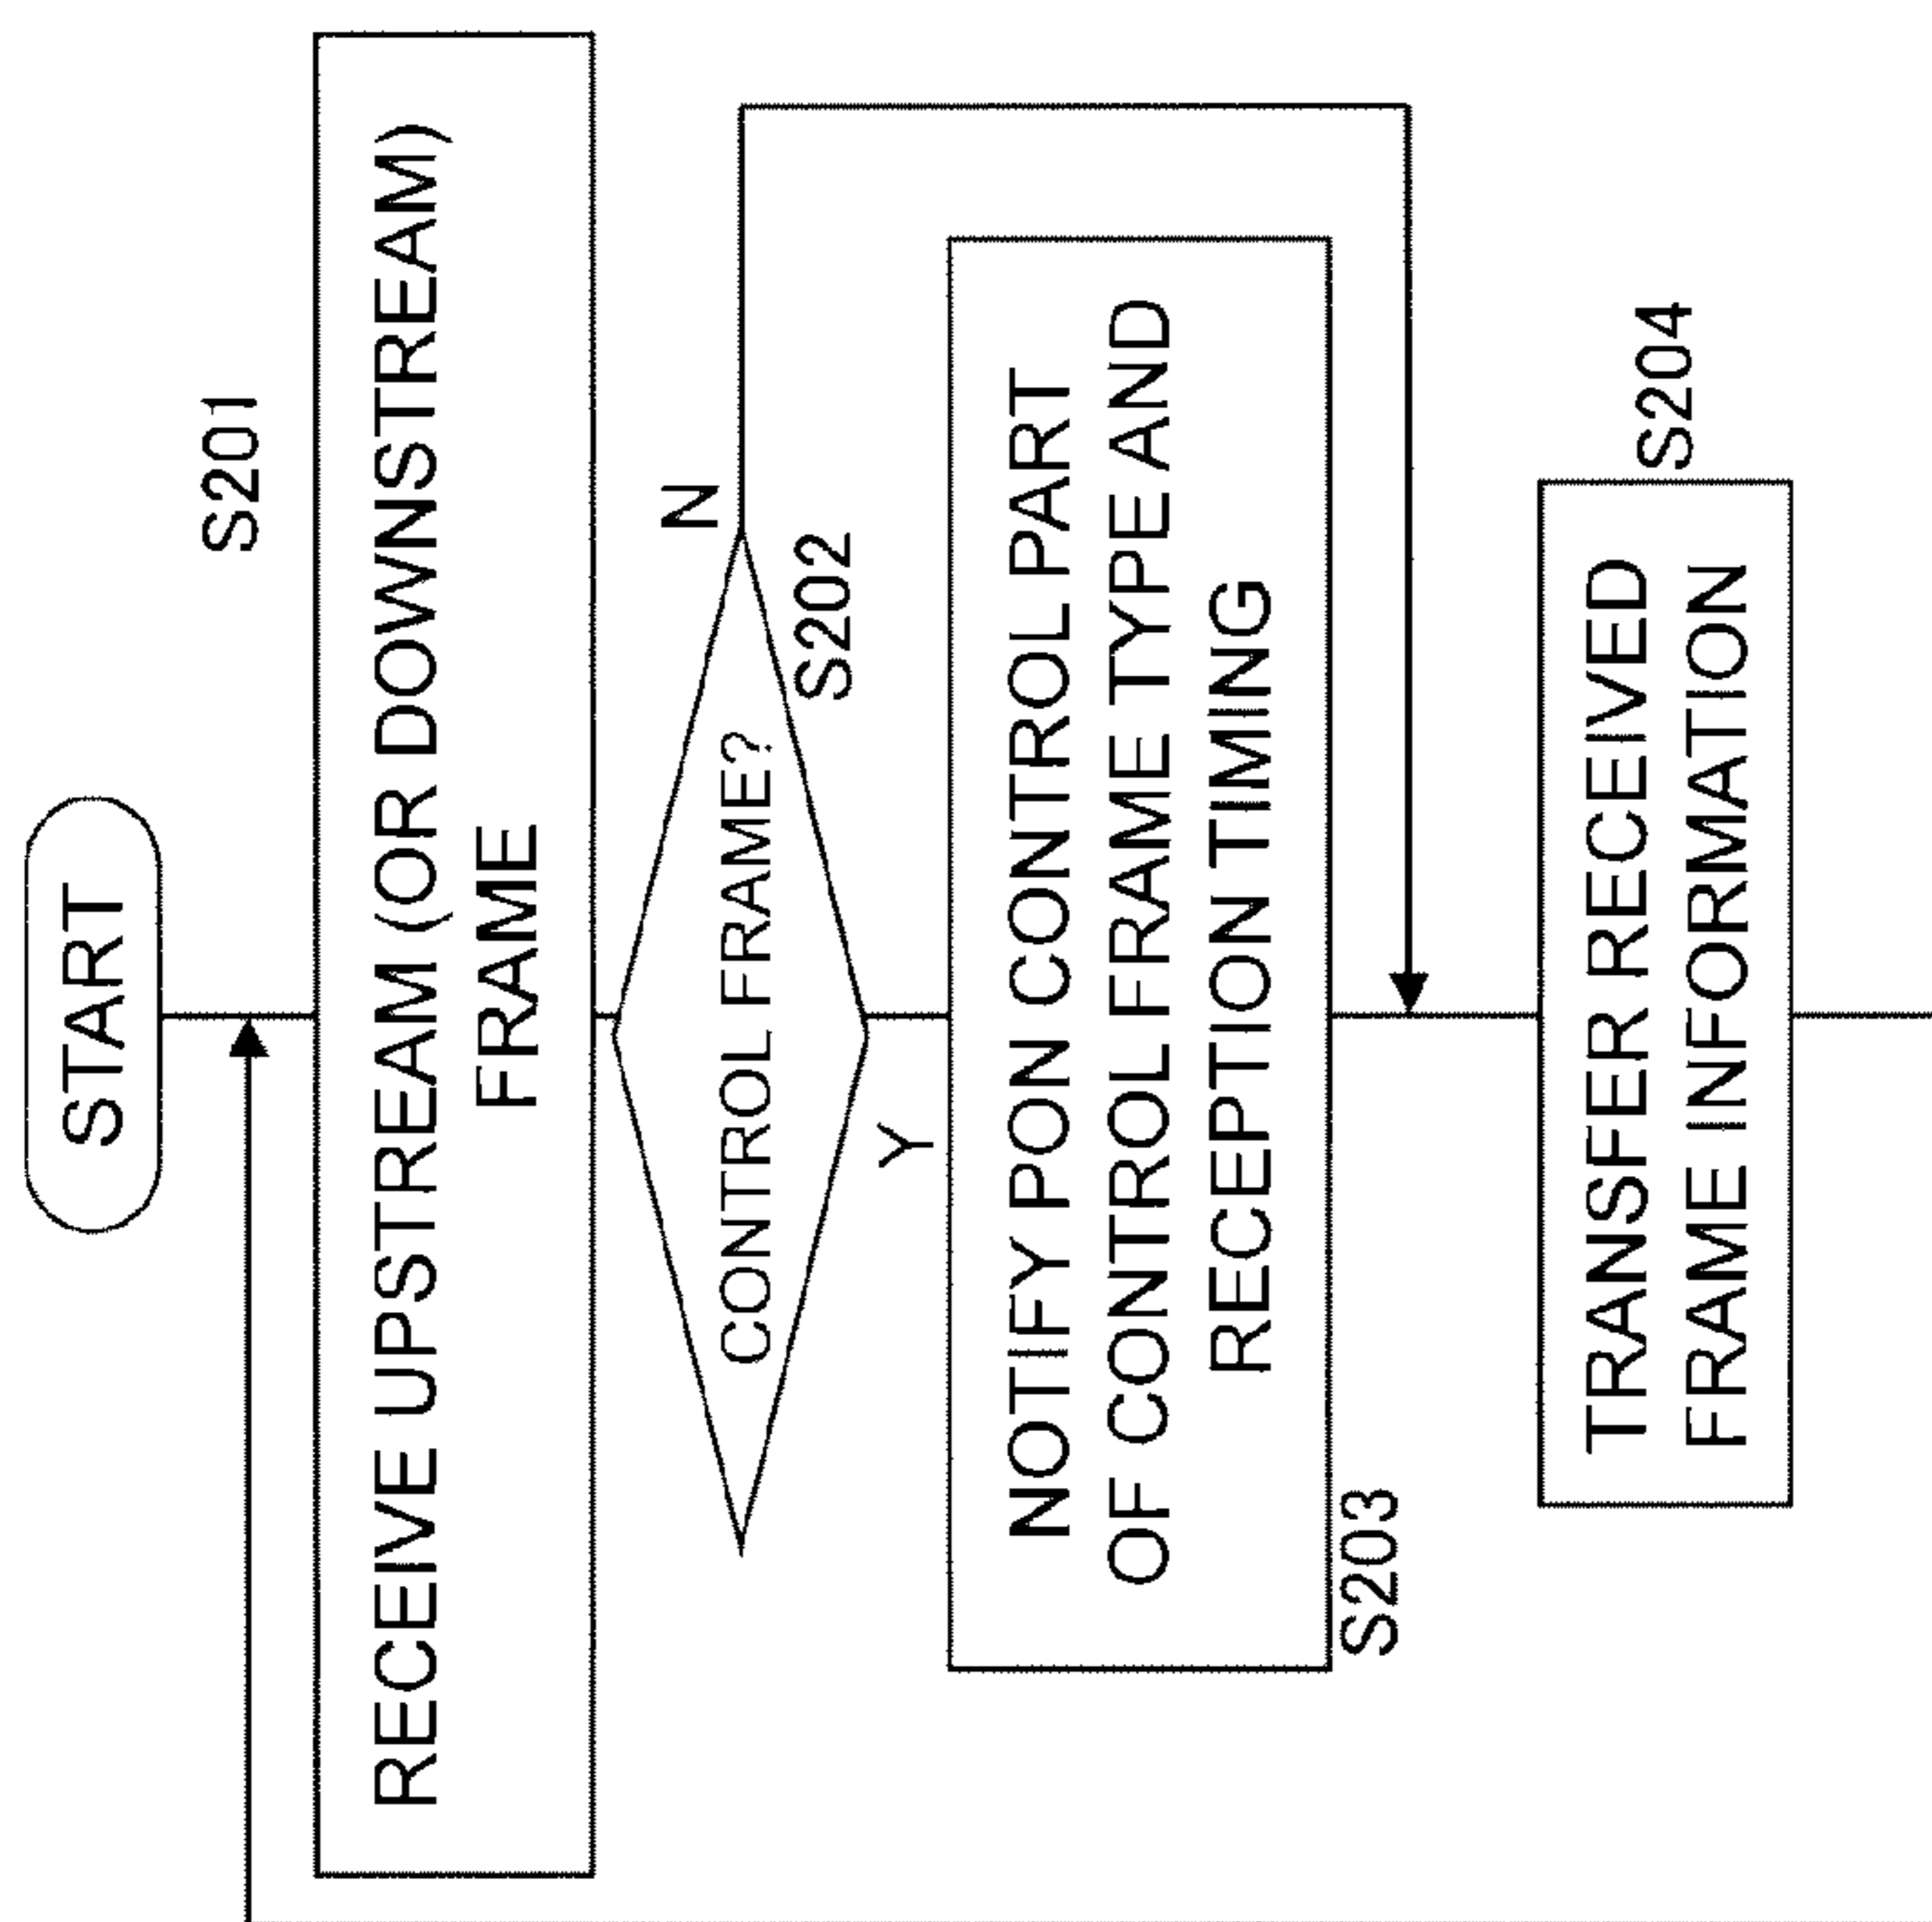 START
S201
RECEIVE UPSTREAM (OR DOWNSTREAM)
FRAME
N
CONTROL FRAME?
S202
Y
NOTIFY PON CONTROL PART
OF CONTROL FRAME TYPE AND
RECEPTION TIMING
S203
S204
TRANSFER RECEIVED
FRAME INFORMATION